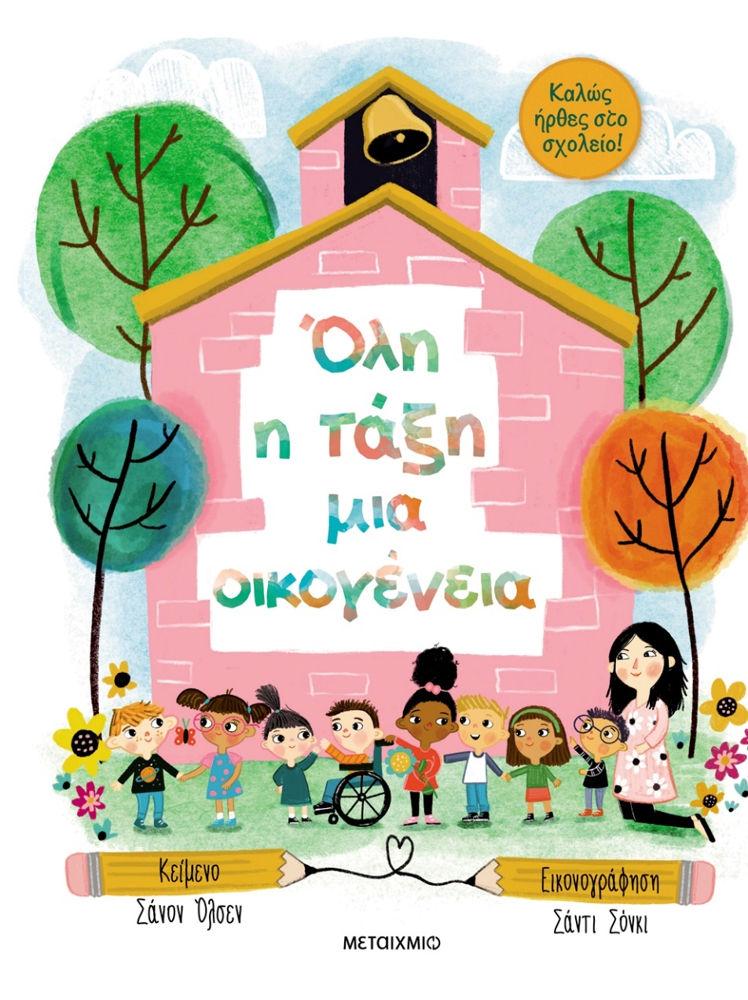 Καλώς
ήρθες στο
σχολείο!
Όλη
η τάξη
μια
οικογένεια
Κείμενο
Σάνον Όλσεν
Εικονογράφηση
Σάντι Σόνκι
ΜΕΤΑΙΧΜΙΟ